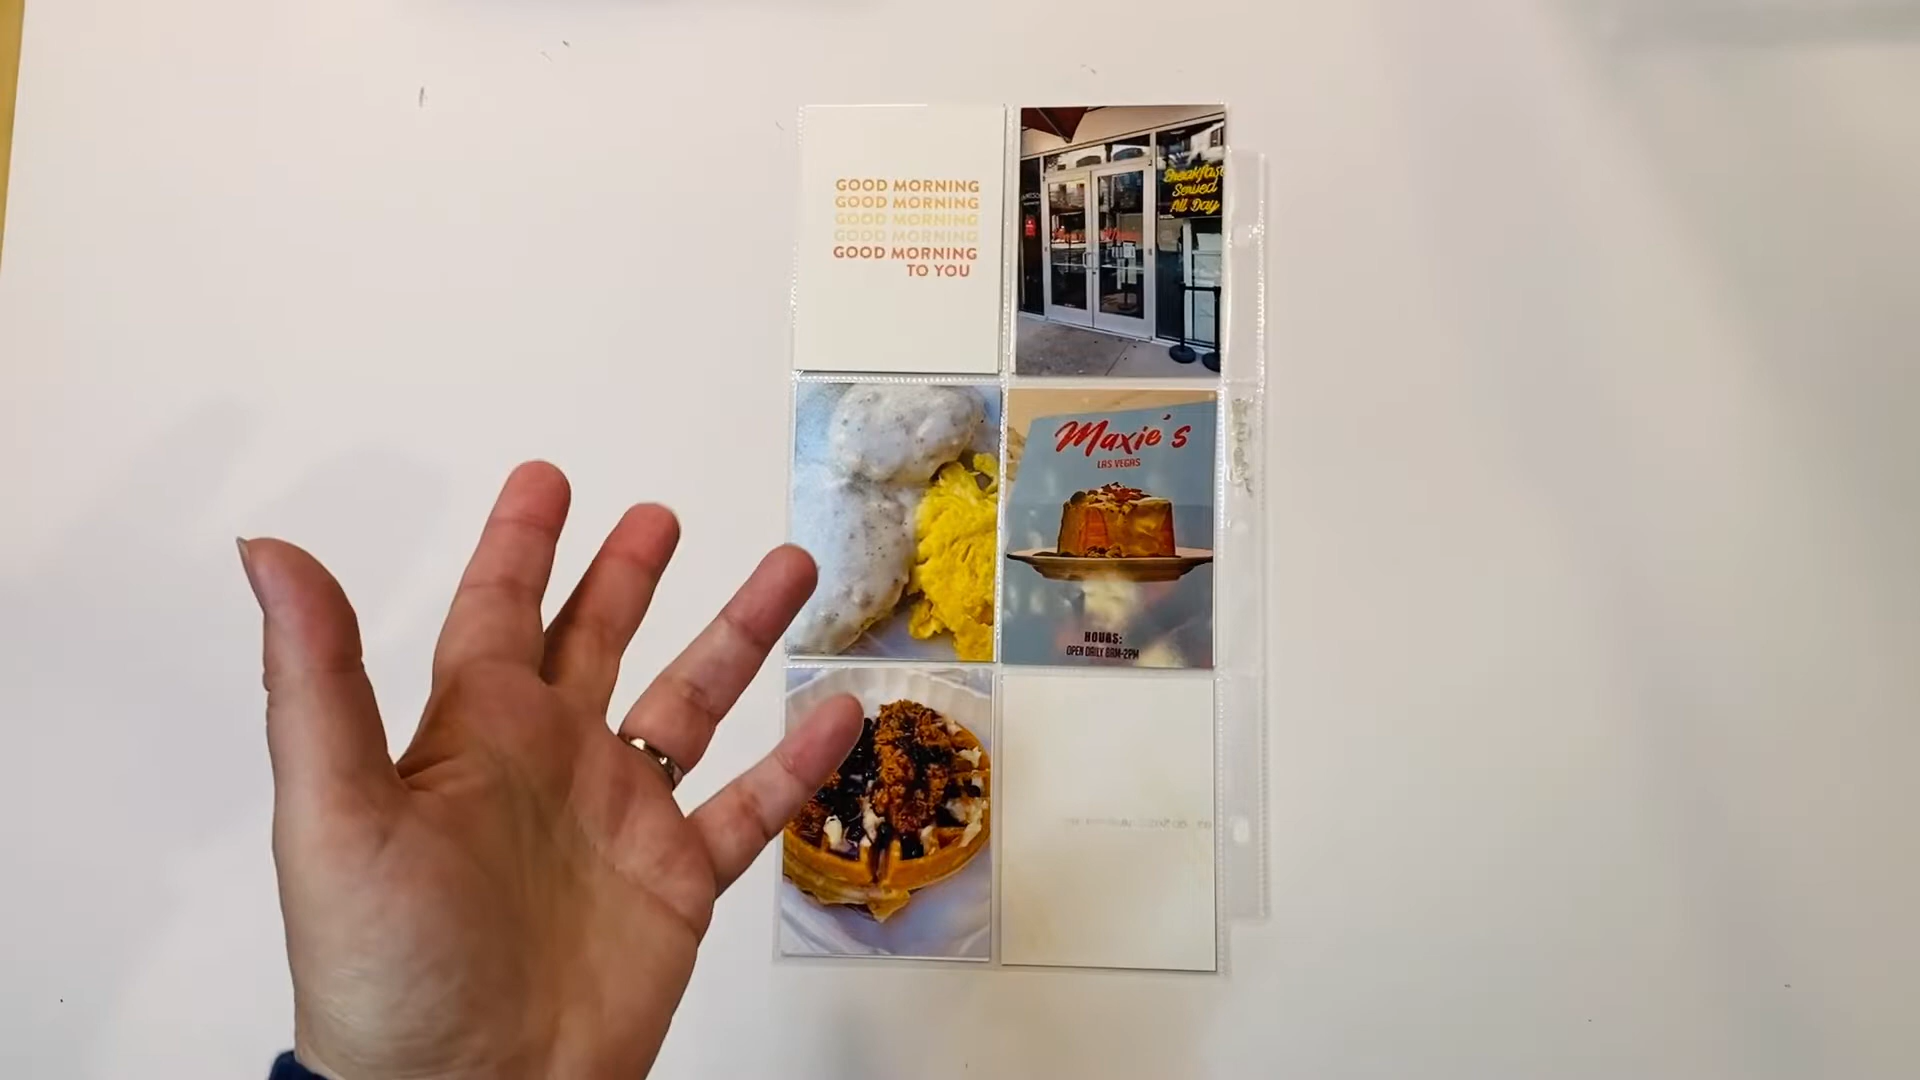 GOOD MORNING
GOOD MORNING
GOOD MORNING
GOOD MORNING
GOOD MORNING
TO YOU
Breakfast
Served
All Day
Maxie's
LAS VEGAS
HOURS:
OPEN DAILY 8AM-2PM